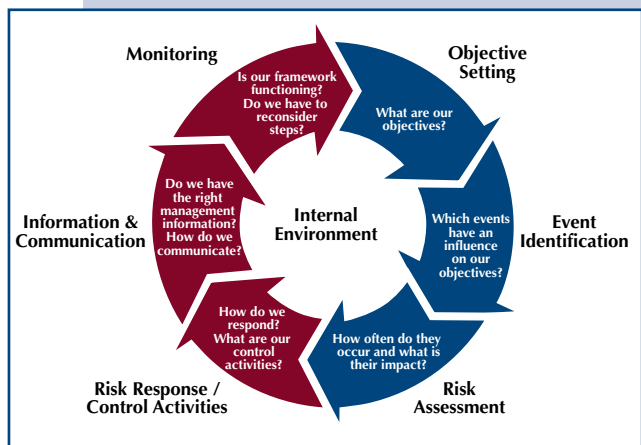 Monitoring
Is our framework
functioning?
Do we have to
reconsider
steps?
Objective
Setting
What are our
objectives?
Event
Identification
Which events
have an
influence
on our
objectives?
Risk
Assessment
How often do they
occur and what is
their impact?
Risk Response /
Control Activities
How do we
respond?
What are our
control
activities?
Information &
Communication
Do we have
the right
management
information?
How do we
communicate?
Internal
Environment